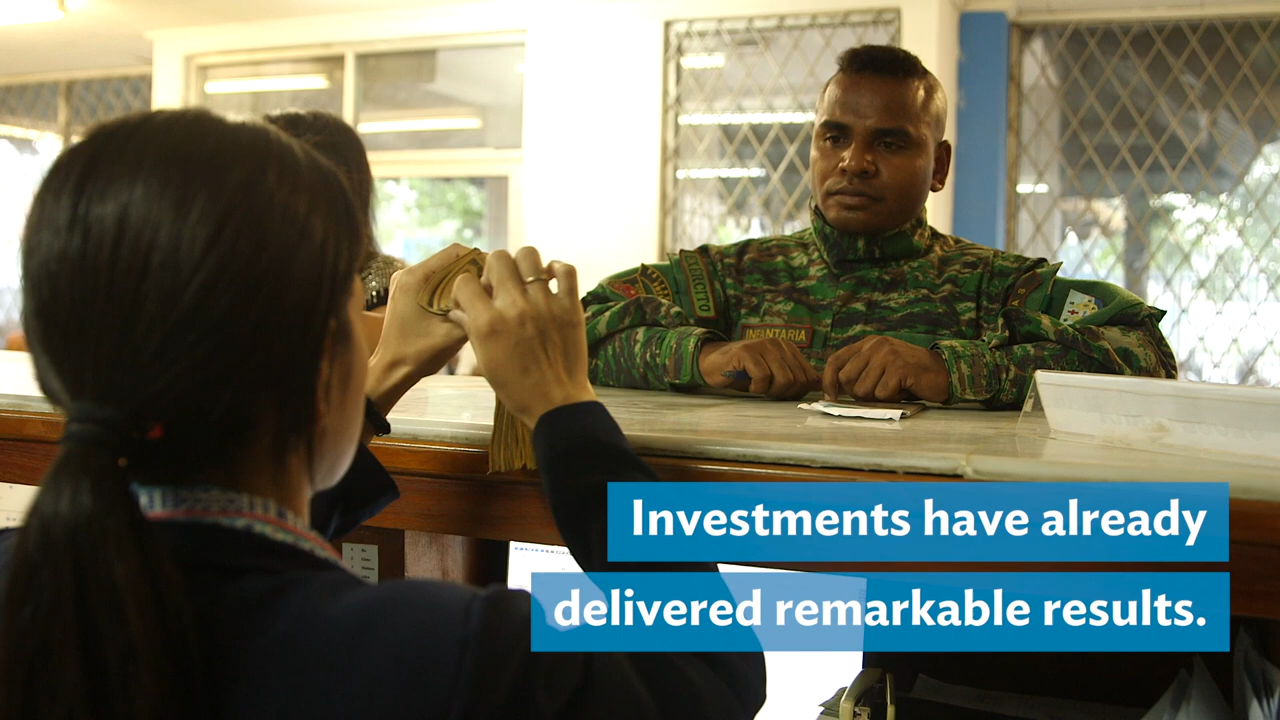 EXERCITO
INFANTARIA
Investments have already
delivered remarkable results.